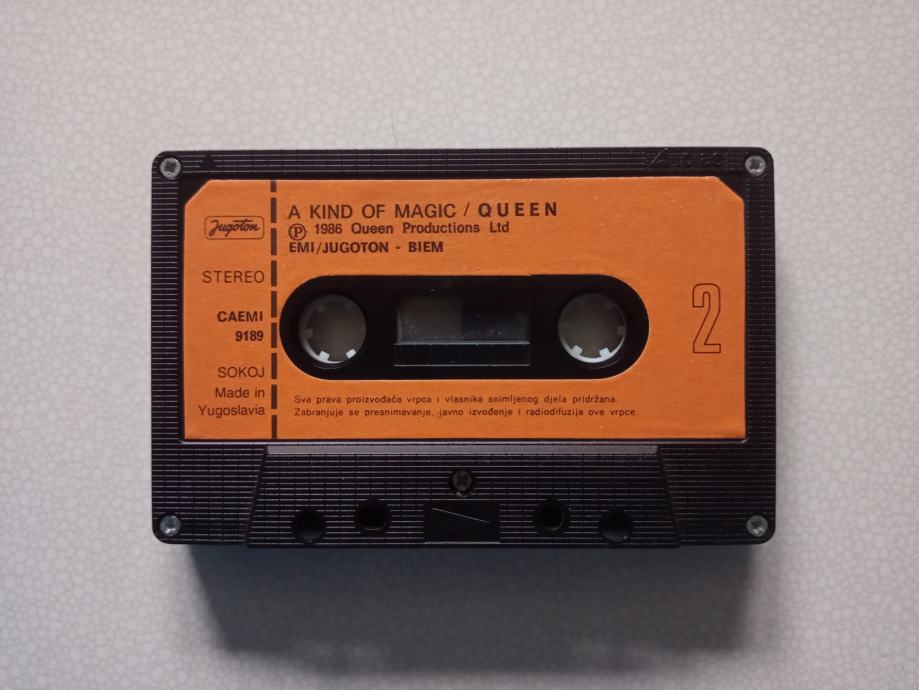 Jugoton
STEREO
CAEMI
9189
SOKOJ
Made in
Yugoslavia
A KIND OF MAGIC / QUEEN
Ⓟ 1986 Queen Productions Ltd
EMI/JUGOTON - BIEM
2
Sva prava proizvođača vrpca i vlasnika snimljenog djela pridržana.
Zabranjuje se presnimavanje, javno izvođenje i radiodifuzija ove vrpce.